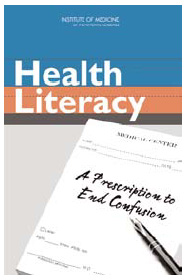 INSTITUTE OF MEDICINE
Health
Literacy
MEDICAL CENTER
A Prescription to
End Confusion